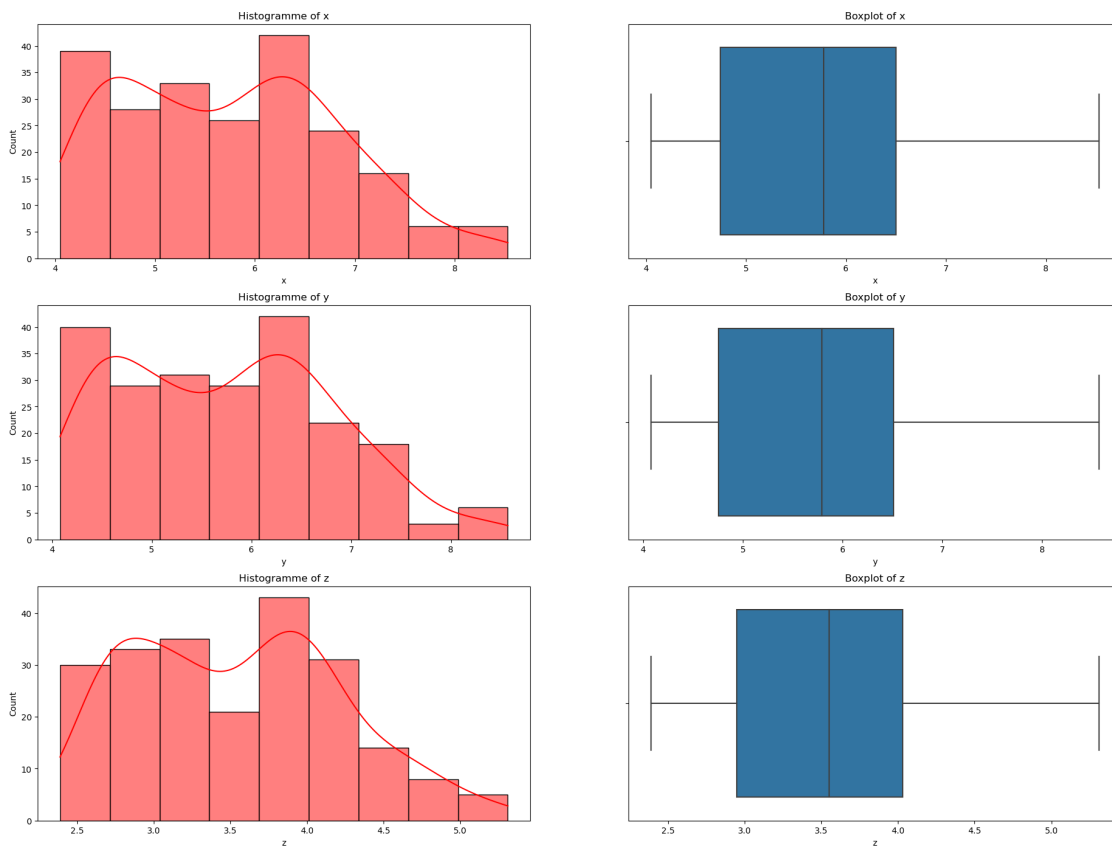 Histogramme of x
40
35
30
25
20
15
10
5
0
Count
4 5 6 7 8
x
Boxplot of x
4 5 6 7 8
x
Histogramme of y
40
35
30
25
20
15
10
5
0
Count
4 5 6 7 8
y
Boxplot of y
4 5 6 7 8
y
Histogramme of z
40
30
20
10
0
Count
2.5 3.0 3.5 4.0 4.5 5.0
z
Boxplot of z
2.5 3.0 3.5 4.0 4.5 5.0
z